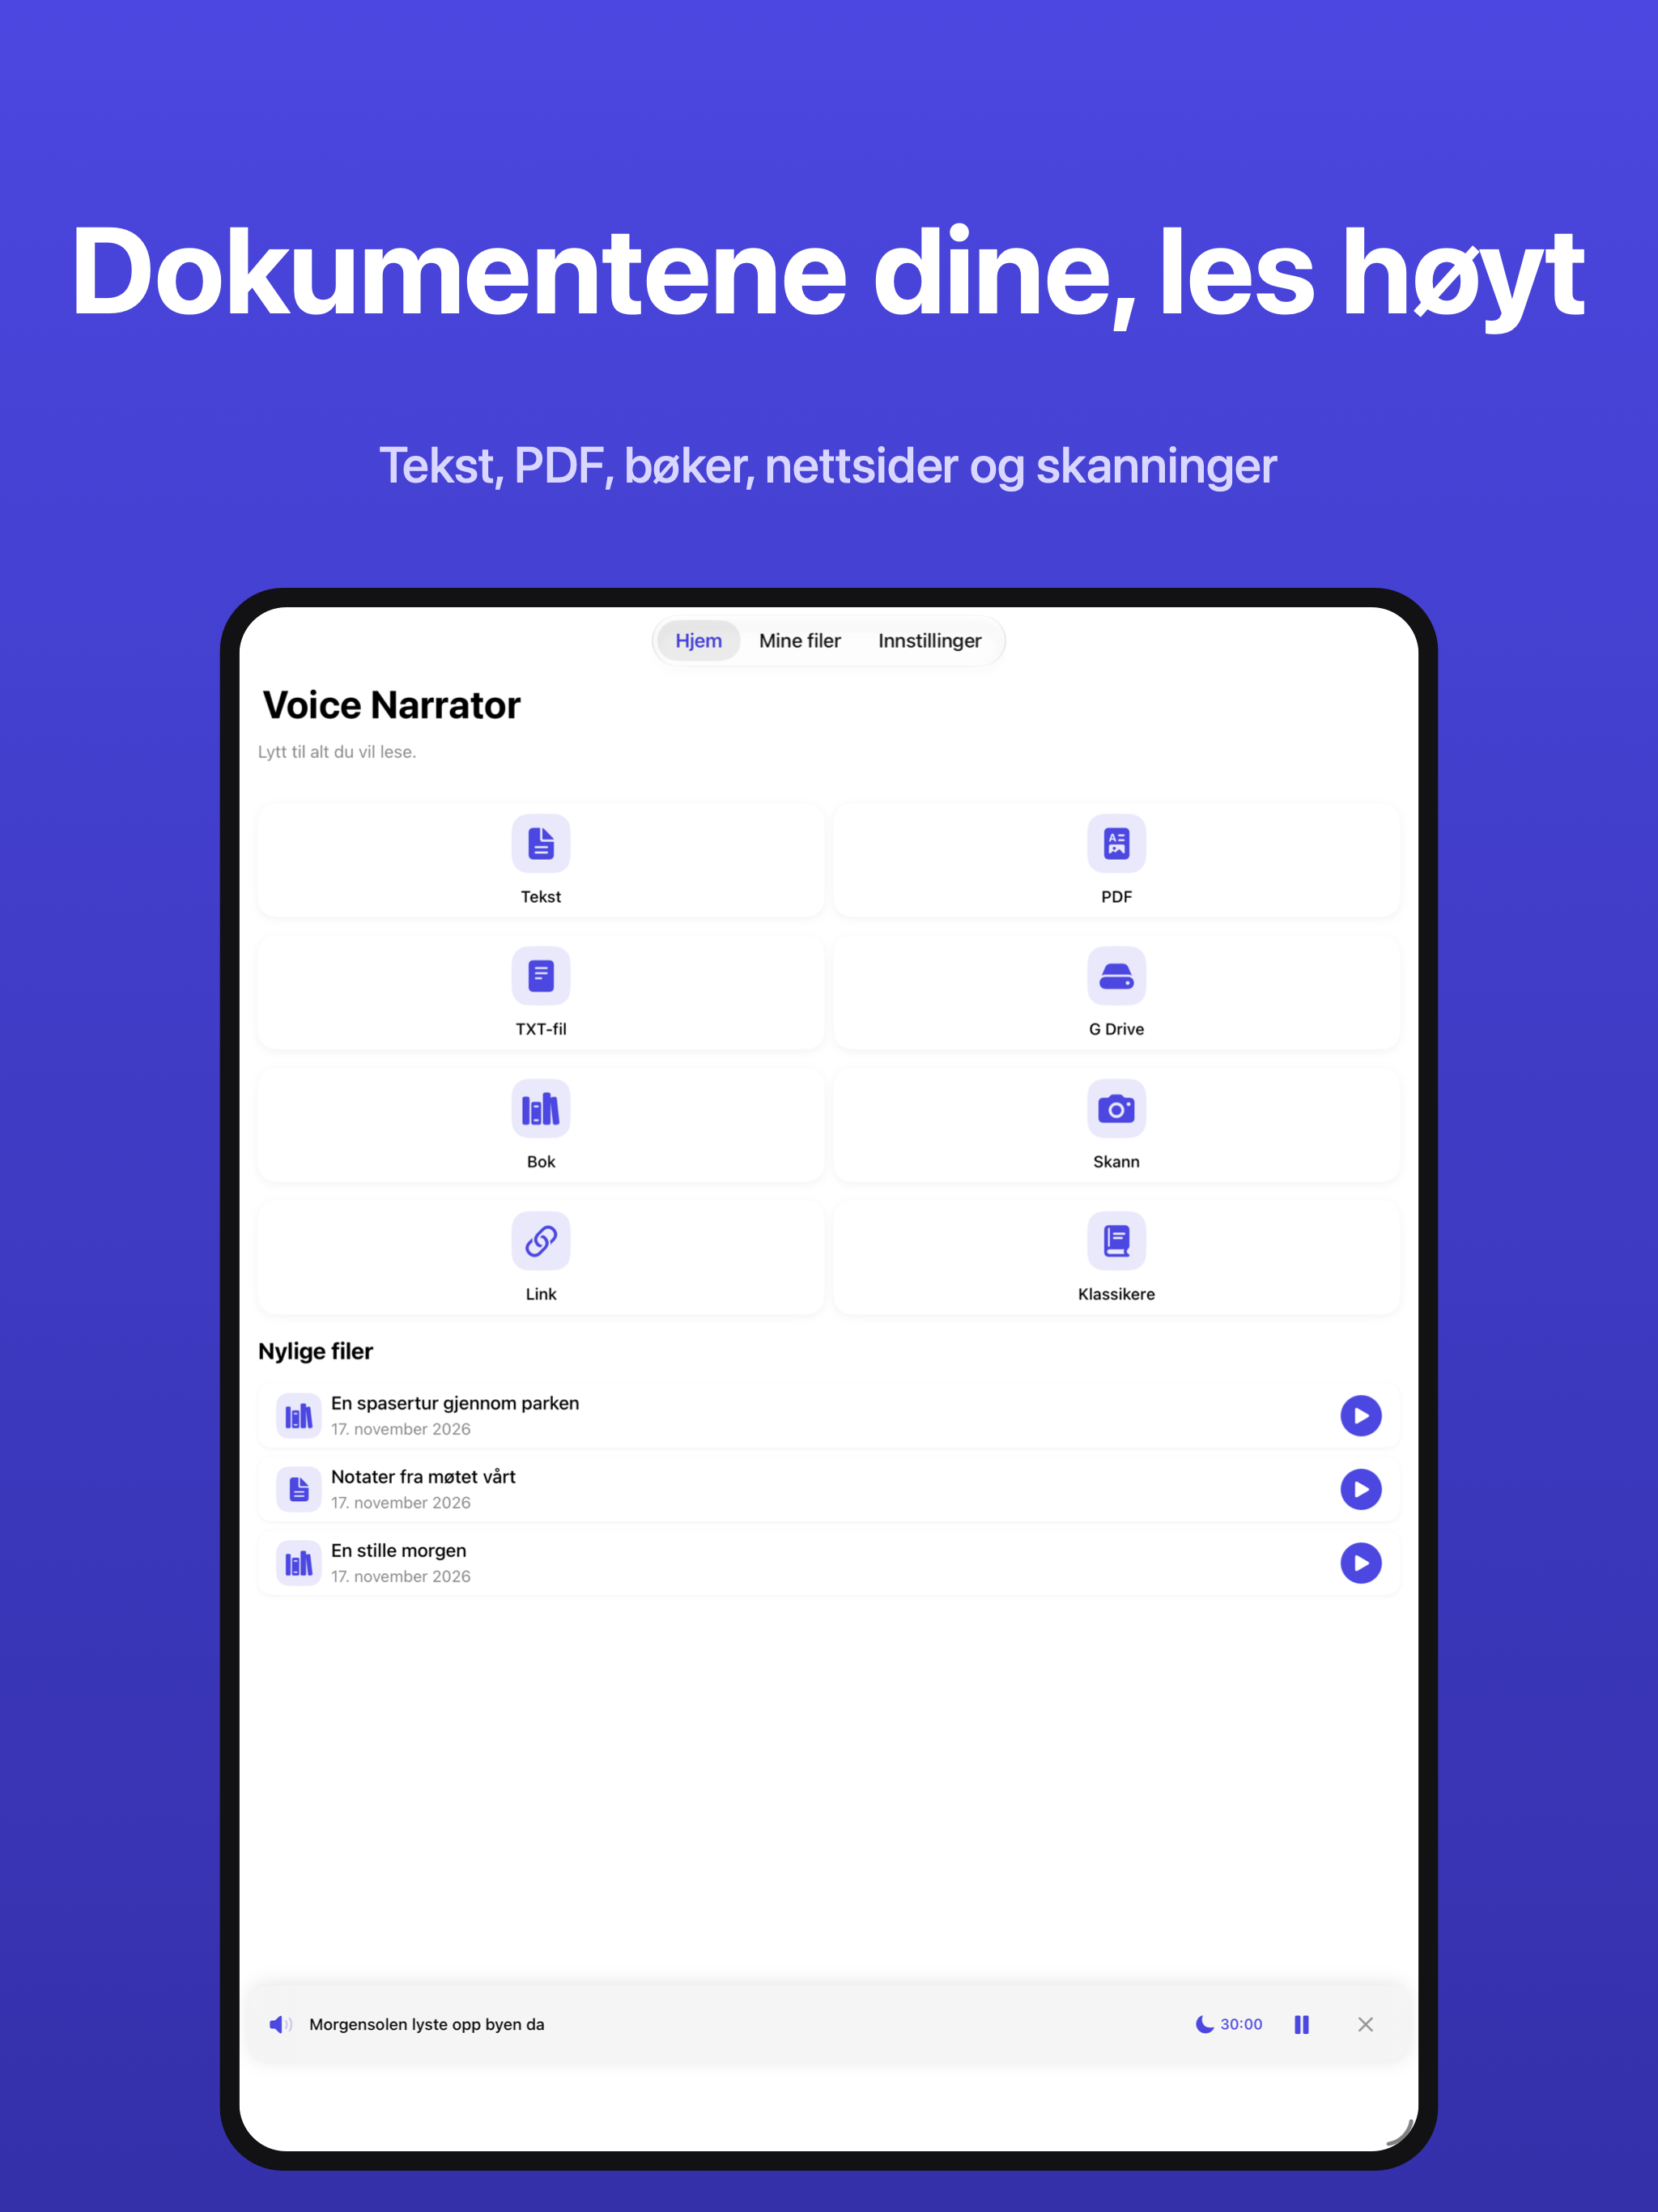 Dokumentene dine, les høyt
Tekst, PDF, bøker, nettsider og skanninger
Hjem Mine filer Innstillinger
Voice Narrator
Lytt til alt du vil lese.
Tekst PDF
TXT-fil G Drive
Bok Skann
Link Klassikere
Nylige filer
En spasertur gjennom parken
17. november 2026
Notater fra møtet vårt
17. november 2026
En stille morgen
17. november 2026
Morgensolen lyste opp byen da 30:00